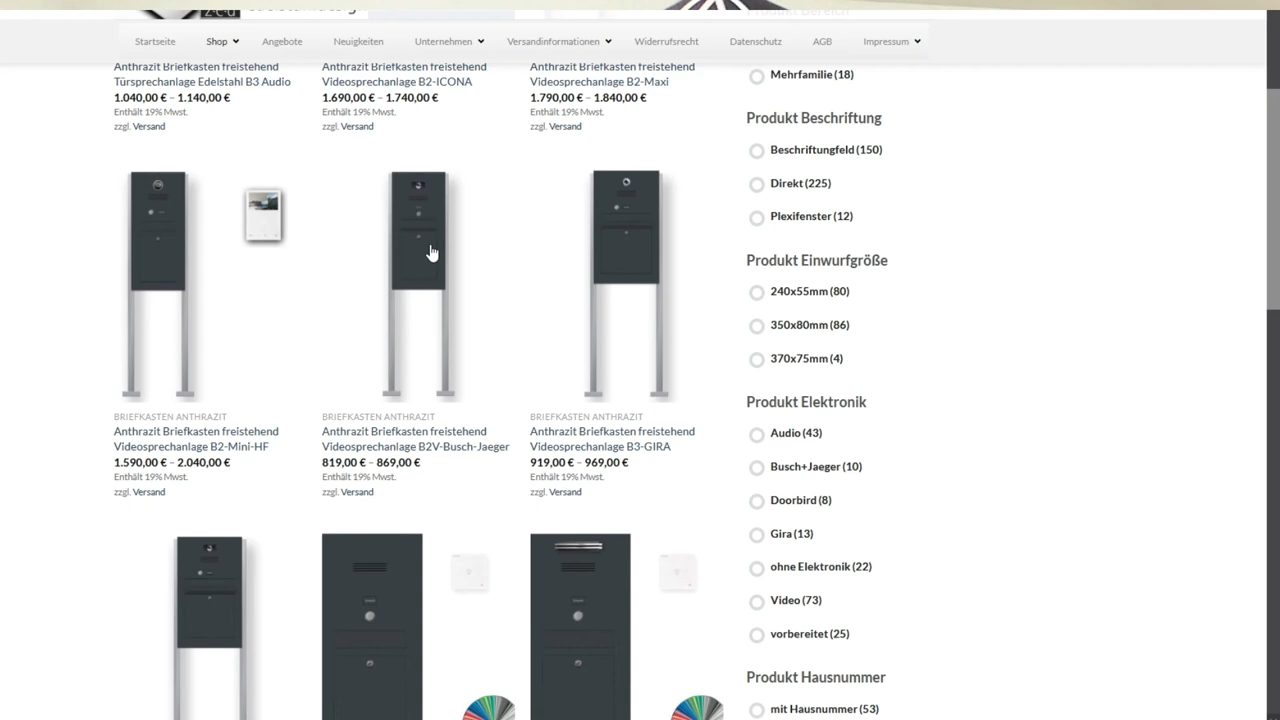 Produkt Bereich
Startseite Shop Angebote Neuigkeiten Unternehmen Versandinformationen Widerrufsrecht Datenschutz AGB Impressum
Anthrazit Briefkasten freistehend
Türsprechanlage Edelstahl B3 Audio
1.040,00 € – 1.140,00 €
Enthält 19% Mwst.
zzgl. Versand
Anthrazit Briefkasten freistehend
Videosprechanlage B2-ICONA
1.690,00 € – 1.740,00 €
Enthält 19% Mwst.
zzgl. Versand
Anthrazit Briefkasten freistehend
Videosprechanlage B2-Maxi
1.790,00 € – 1.840,00 €
Enthält 19% Mwst.
zzgl. Versand
BRIEFKASTEN ANTHRAZIT
Anthrazit Briefkasten freistehend
Videosprechanlage B2-Mini-HF
1.590,00 € – 2.040,00 €
Enthält 19% Mwst.
zzgl. Versand
BRIEFKASTEN ANTHRAZIT
Anthrazit Briefkasten freistehend
Videosprechanlage B2V-Busch-Jaeger
819,00 € – 869,00 €
Enthält 19% Mwst.
zzgl. Versand
BRIEFKASTEN ANTHRAZIT
Anthrazit Briefkasten freistehend
Videosprechanlage B3-GIRA
919,00 € – 969,00 €
Enthält 19% Mwst.
zzgl. Versand
Mehrfamilie (18)
Produkt Beschriftung
Beschriftungfeld (150)
Direkt (225)
Plexifenster (12)
Produkt Einwurfgröße
240x55mm (80)
350x80mm (86)
370x75mm (4)
Produkt Elektronik
Audio (43)
Busch+Jaeger (10)
Doorbird (8)
Gira (13)
ohne Elektronik (22)
Video (73)
vorbereitet (25)
Produkt Hausnummer
mit Hausnummer (53)